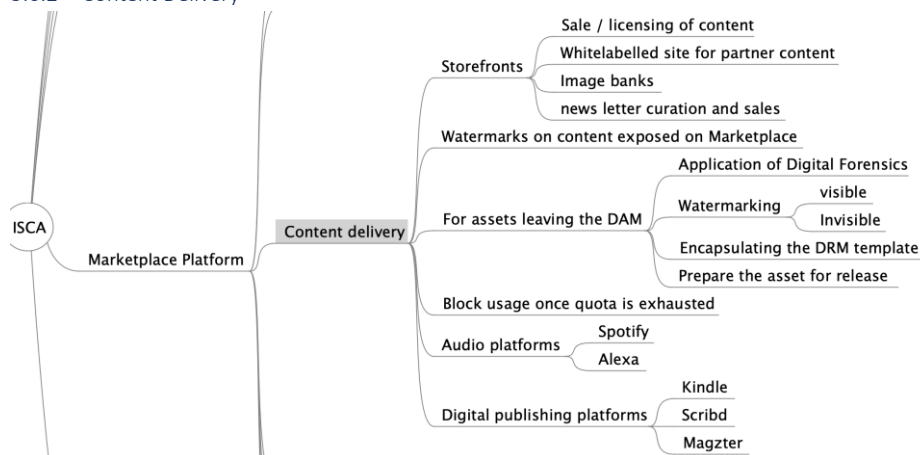 Sale / licensing of content
Storefronts
Whitelabelled site for partner content
Image banks
news letter curation and sales
Watermarks on content exposed on Marketplace
Application of Digital Forensics
For assets leaving the DAM
Watermarking
visible
Invisible
Encapsulating the DRM template
Prepare the asset for release
ISCA
Marketplace Platform
Content delivery
Block usage once quota is exhausted
Audio platforms
Spotify
Alexa
Digital publishing platforms
Kindle
Scribd
Magzter